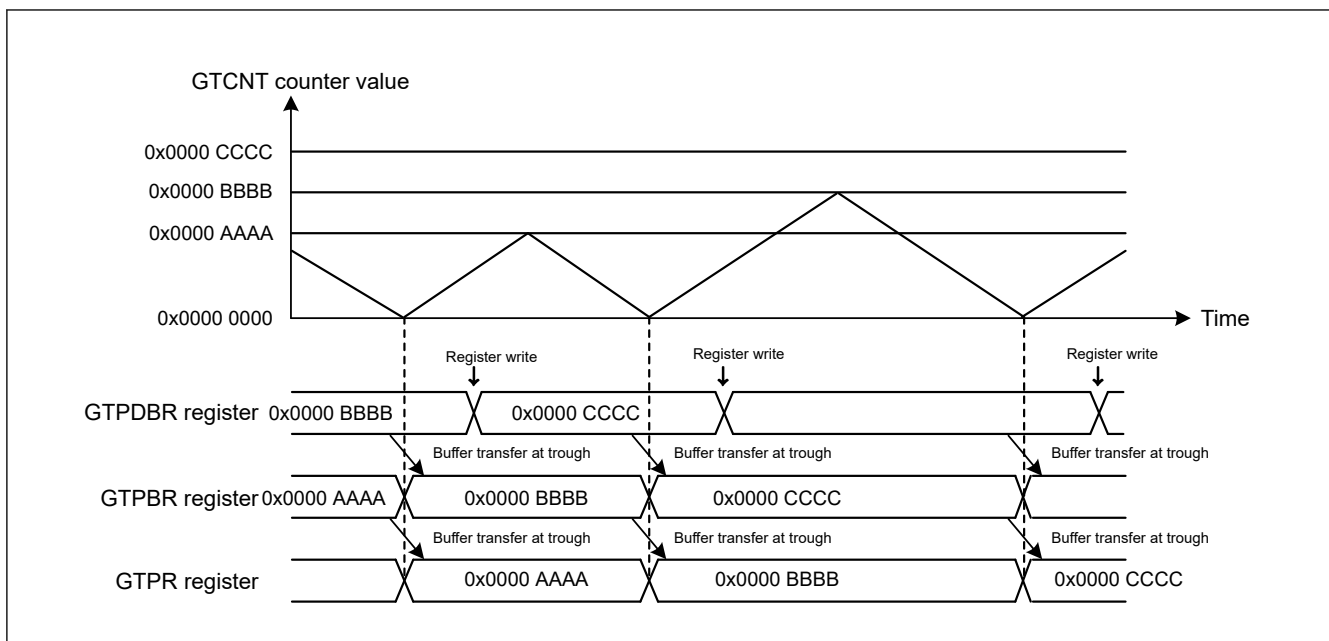 GTCNT counter value
0x0000 CCCC
0x0000 BBBB
0x0000 AAAA
0x0000 0000
Time
Register write Register write Register write
GTPDBR register 0x0000 BBBB 0x0000 CCCC
Buffer transfer at trough Buffer transfer at trough Buffer transfer at trough
GTPBR register 0x0000 AAAA 0x0000 BBBB 0x0000 CCCC
Buffer transfer at trough Buffer transfer at trough Buffer transfer at trough
GTPR register 0x0000 AAAA 0x0000 BBBB 0x0000 CCCC